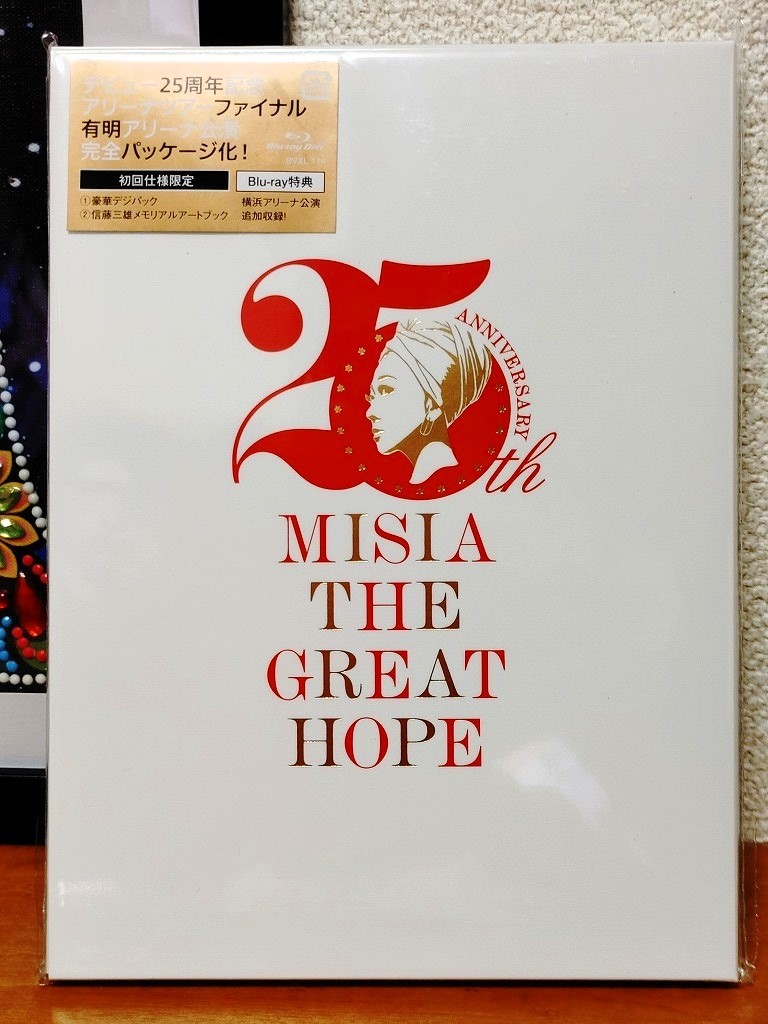 デビュー25周年記念
アリーナツアーファイナル
有明アリーナ公演
完全パッケージ化!
Blu-ray Disc
初回仕様限定
Blu-ray特典
①豪華デジパック
②信藤三雄メモリアルアートブック
横浜アリーナ公演
追加収録!
25th
ANNIVERSARY
MISIA
THE
GREAT
HOPE